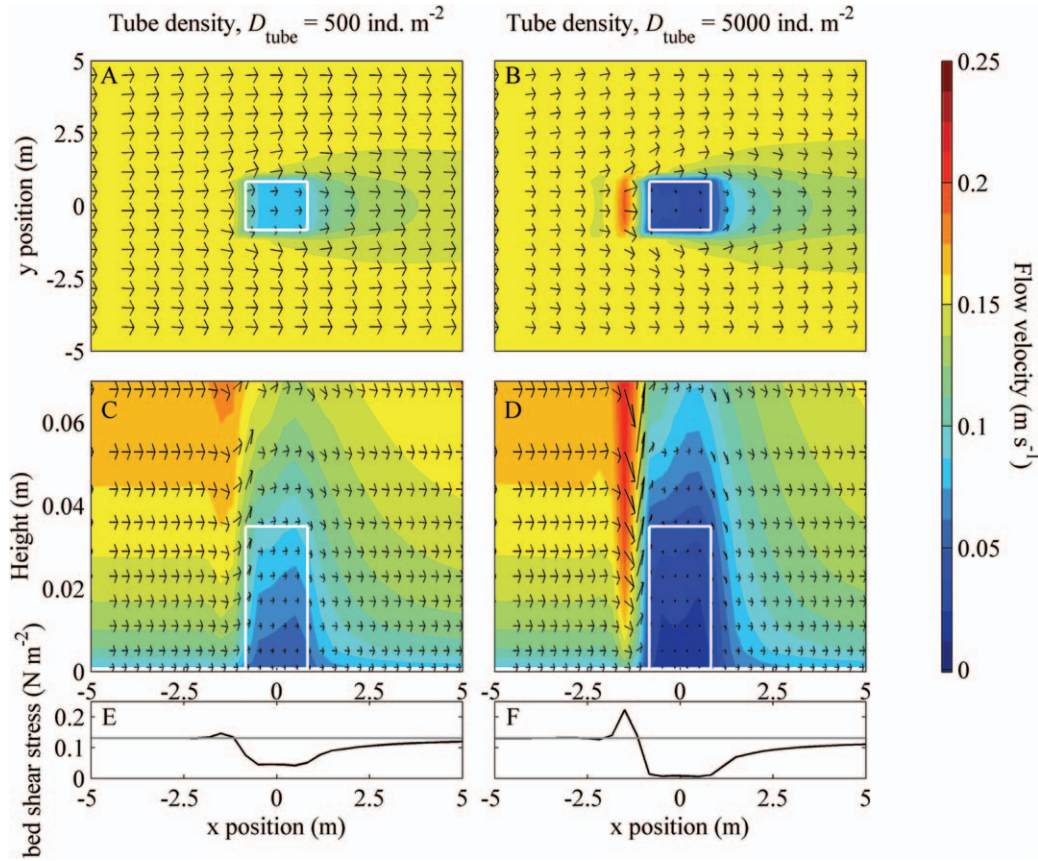 Tube density, D_tube = 500 ind. m⁻²
Tube density, D_tube = 5000 ind. m⁻²
A
B
5
2.5
0
-2.5
-5
y position (m)
C
D
0.06
0.04
0.02
0
Height (m)
-5 -2.5 0 2.5 5
-5 -2.5 0 2.5 5
E
F
0.2
0.1
0
bed shear stress (N m⁻²)
-5 -2.5 0 2.5 5
-5 -2.5 0 2.5 5
x position (m)
x position (m)
0.25
0.2
0.15
0.1
0.05
0
Flow velocity (m s⁻¹)